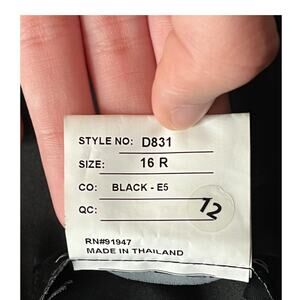 STYLE NO: D831
SIZE: 16 R
CO: BLACK - E5
QC: 12
RN#91947
MADE IN THAILAND